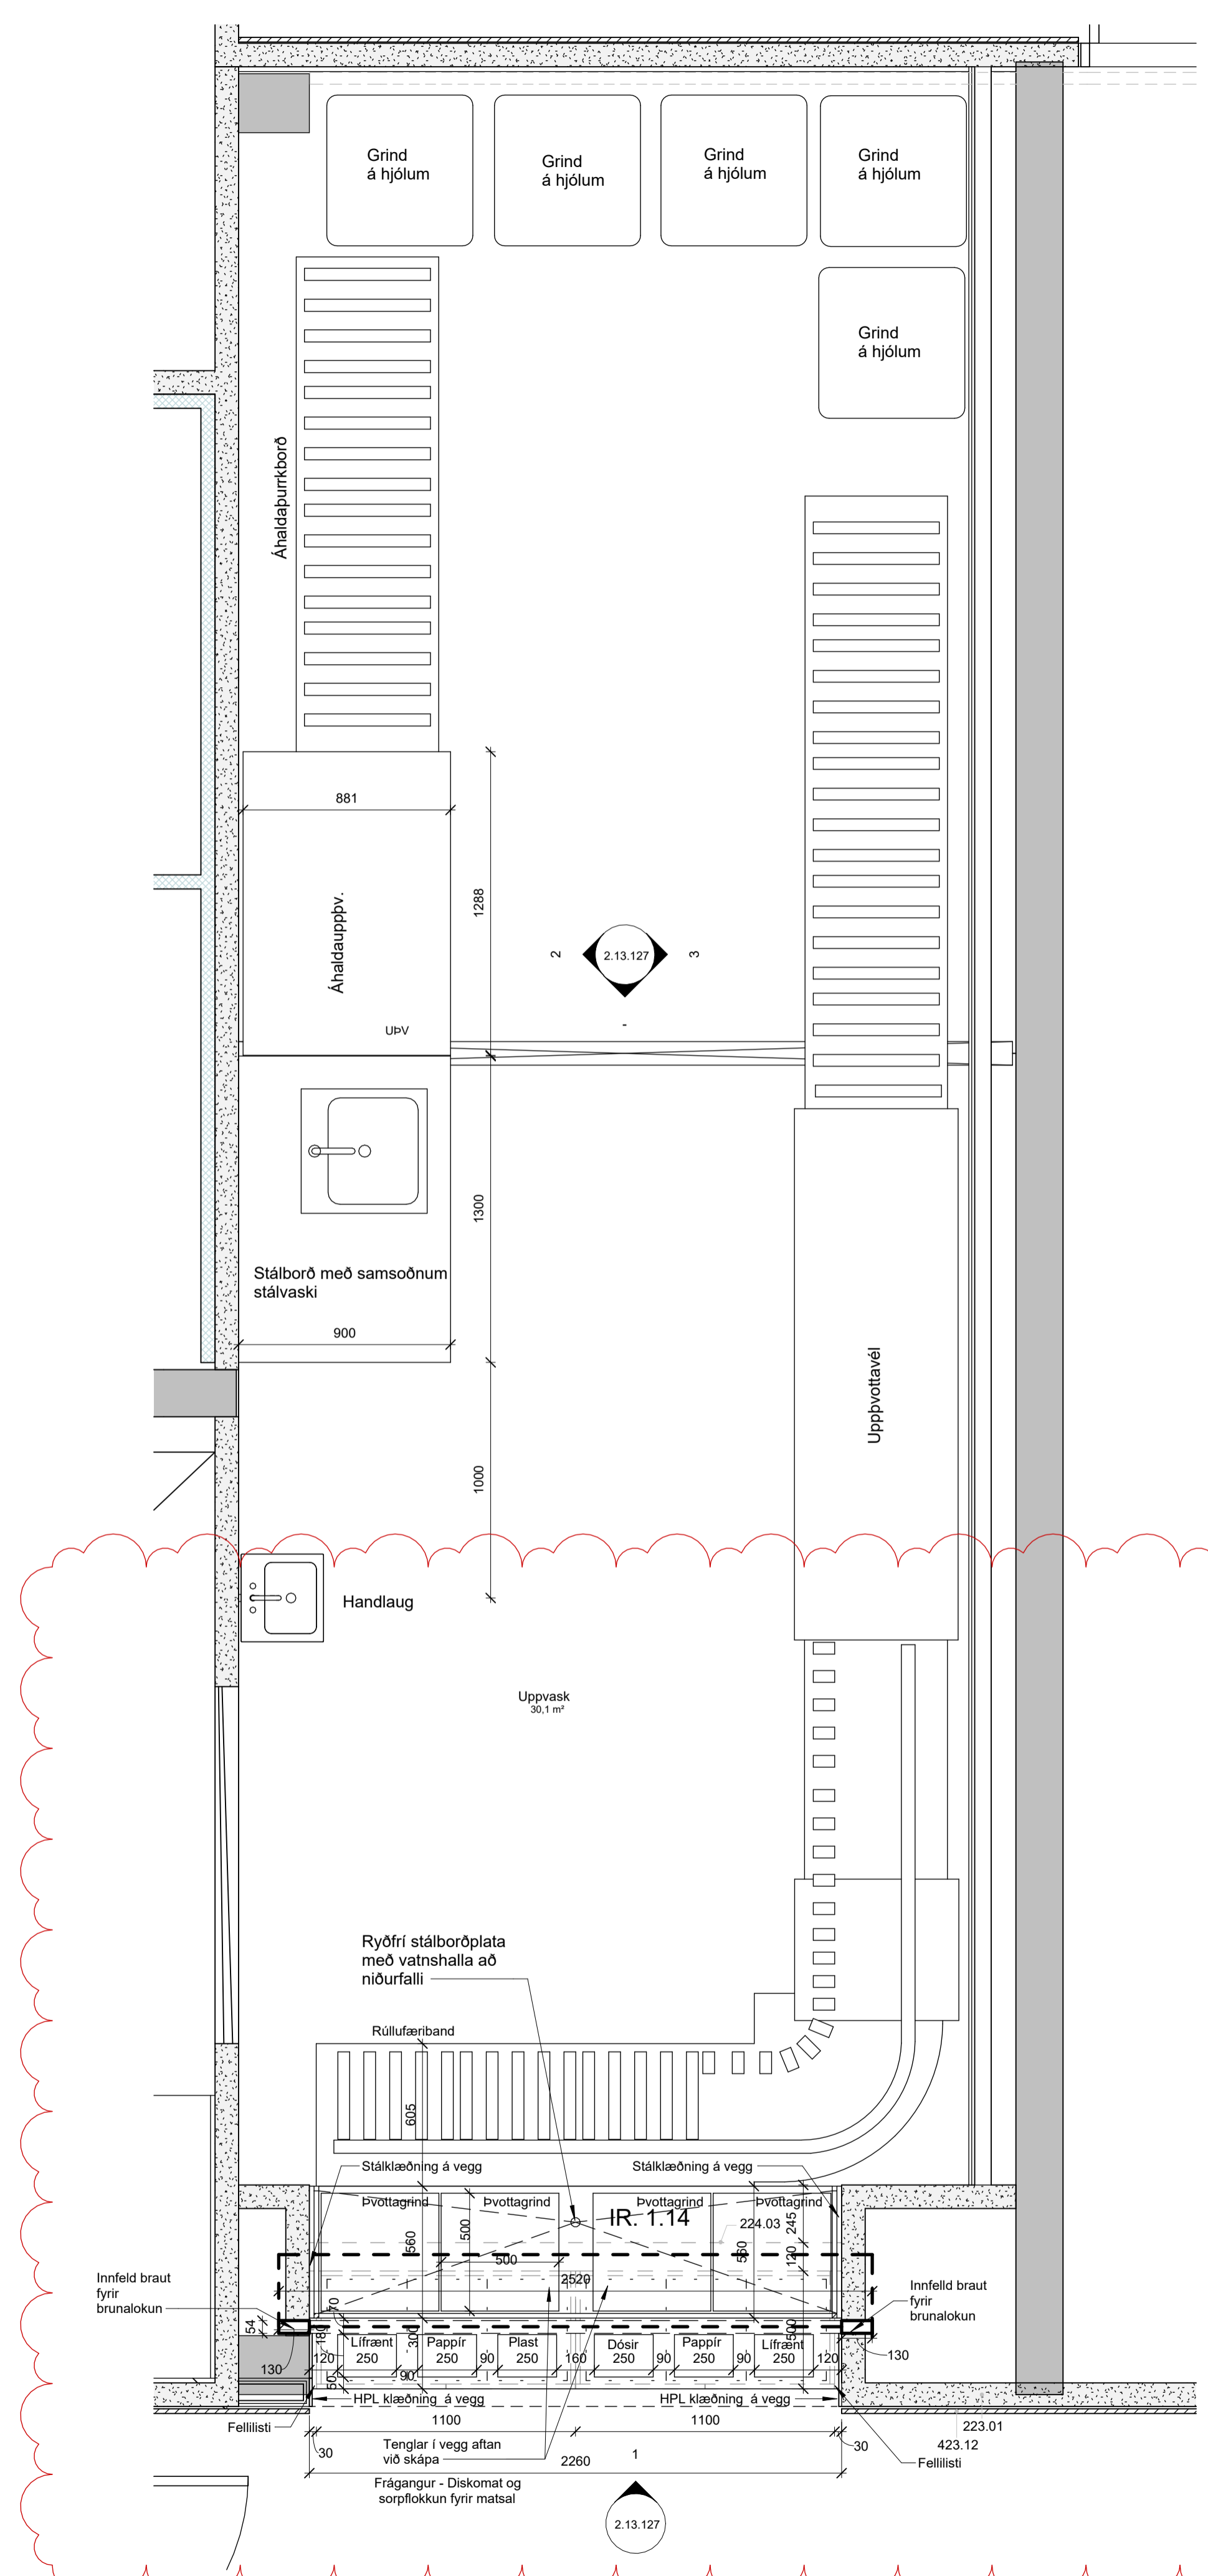 Grind
á hjólum
Grind
á hjólum
Grind
á hjólum
Grind
á hjólum
Grind
á hjólum
Áhaldaþurrkborð
881
1288
Áhaldauppþv.
UÞV
2
2.13.127
3
-
1300
Stálborð með samsoðnum
stálvaski
900
Uppþvottavél
1000
Handlaug
Uppvask
30,1 m²
Ryðfrí stálborðplata
með vatnshalla að
niðurfalli
Rúllufæriband
605
Stálklæðning á vegg
Stálklæðning á vegg
Þvottagrind
Þvottagrind
Þvottagrind
Þvottagrind
IR. 1.14
224.03
245
560
500
560
120
500
2520
Innfelld braut
fyrir
brunalokun
Innfelld braut
fyrir
brunalokun
54
70
180
300
500
130
130
Lífrænt
Pappír
Plast
Dósir
Pappír
Lífrænt
120
250
250
90
250
160
250
90
250
90
250
120
50
90
HPL klæðning á vegg
HPL klæðning á vegg
Fellilisti
1100
1100
223.01
423.12
30
30
Tenglar í vegg aftan
við skápa
2260
1
Fellilisti
Frágangur - Diskomat og
sorpflokkun fyrir matsal
2.13.127